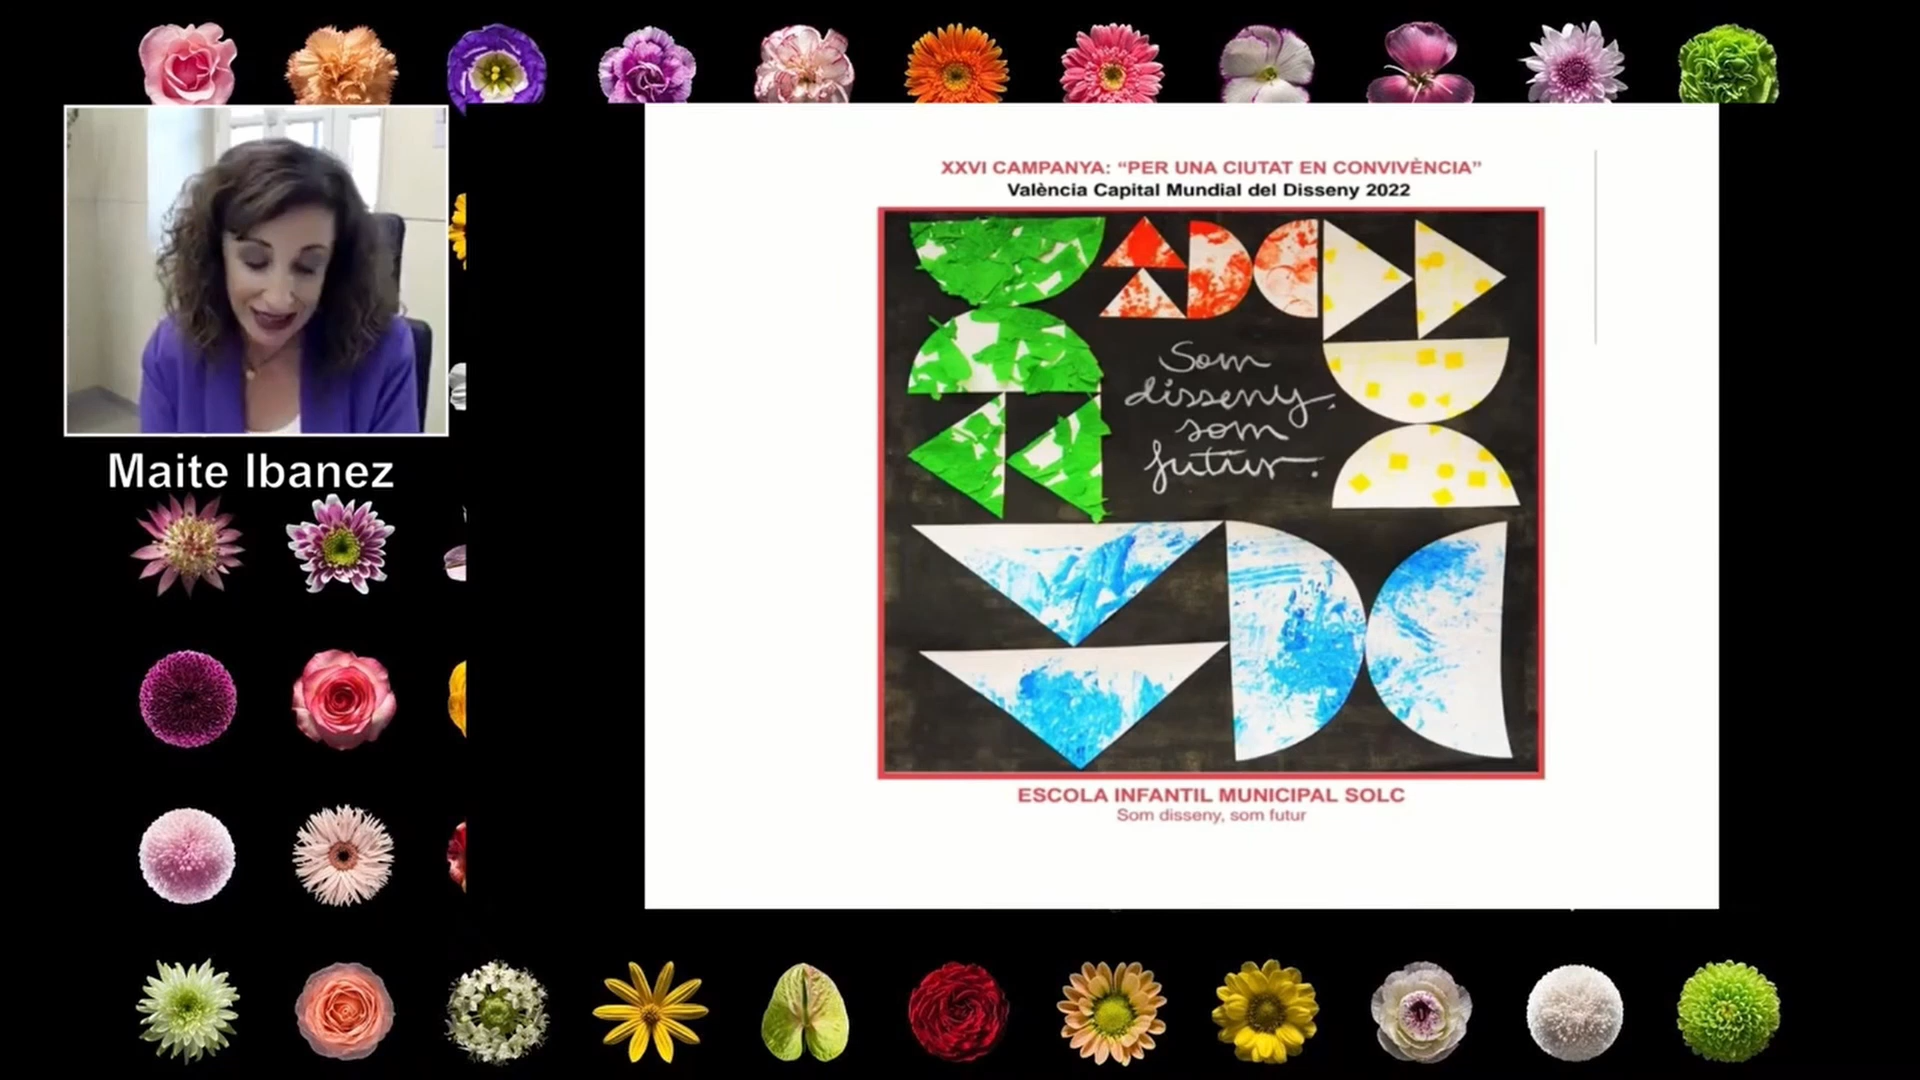 XXVI CAMPANYA: “PER UNA CIUTAT EN CONVIVÈNCIA”
València Capital Mundial del Disseny 2022
Som
disseny,
som
futur.
Maite Ibanez
ESCOLA INFANTIL MUNICIPAL SOLC
Som disseny, som futur